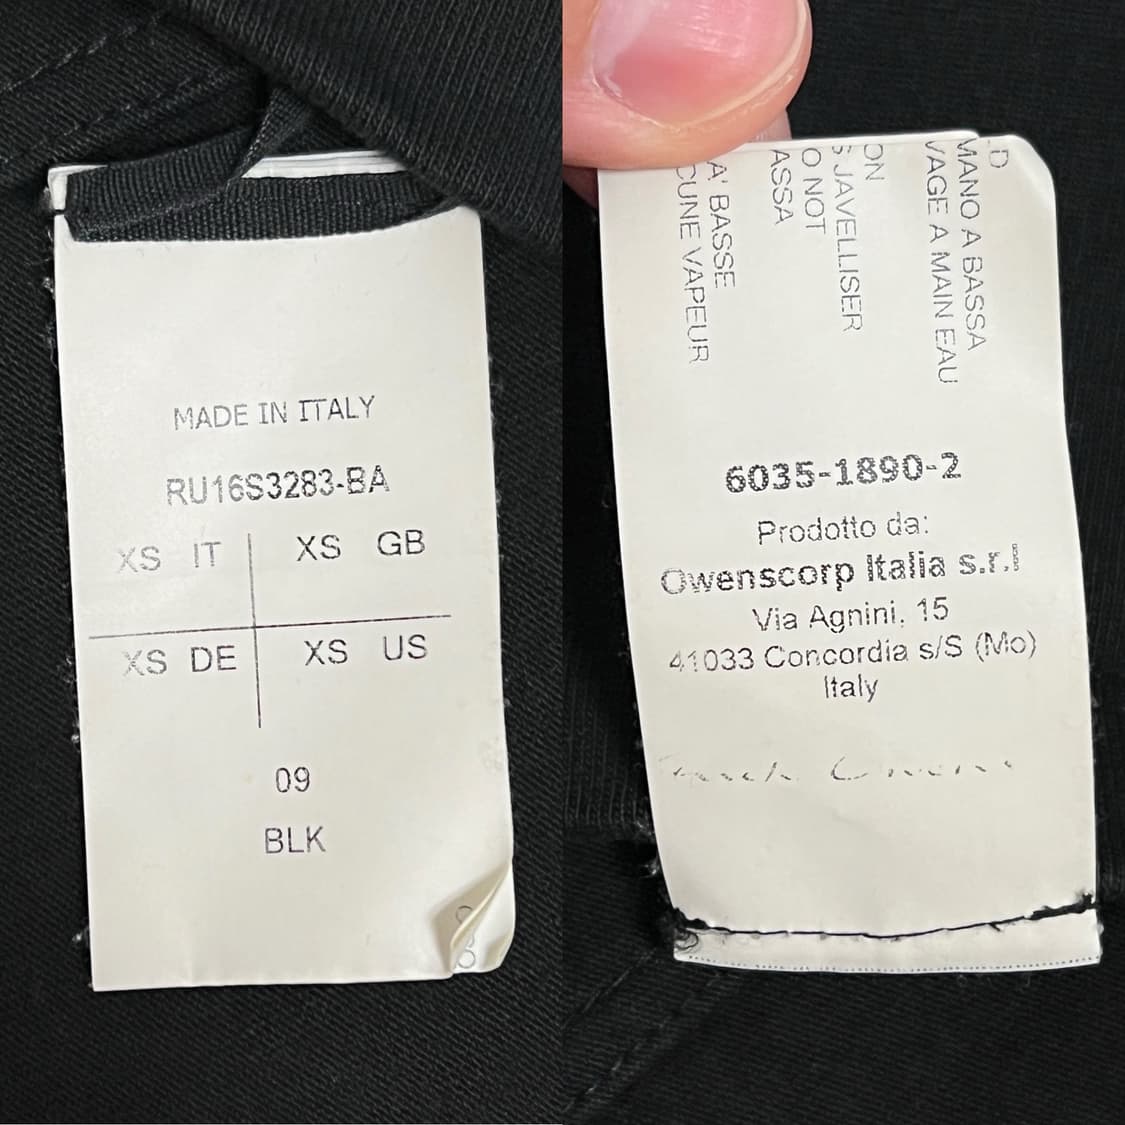 MADE IN ITALY
RU16S3283-BA
XS IT XS GB
XS DE XS US
09
BLK
D
MANO A BASSA
VAGE A MAIN EAU
ON
JAVELLISER
O NOT
ASSA
A' BASSE
CUNE VAPEUR
6035-1890-2
Prodotto da:
Owenscorp Italia s.r.l
Via Agnini, 15
41033 Concordia s/S (Mo)
Italy